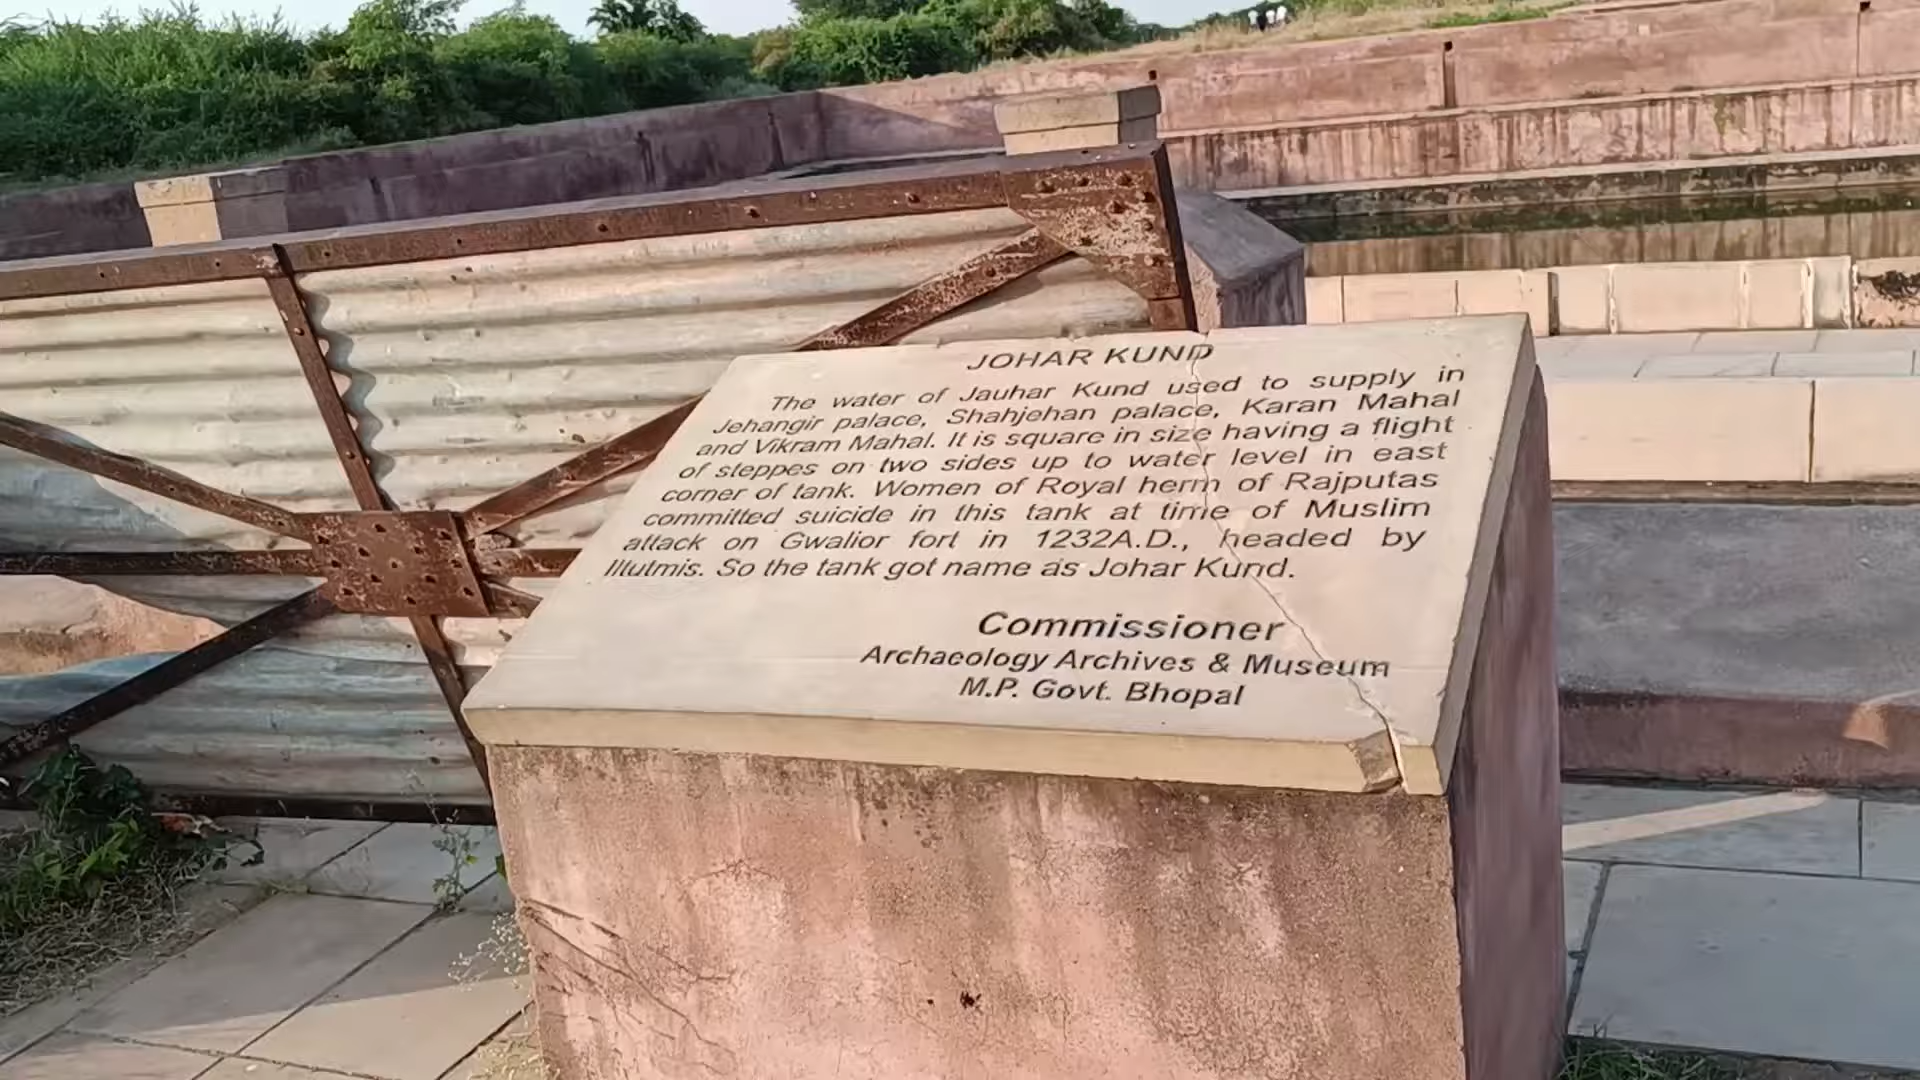 JOHAR KUND
The water of Jauhar Kund used to supply in
Jehangir palace, Shahjehan palace, Karan Mahal
and Vikram Mahal. It is square in size having a flight
of steppes on two sides up to water level in east
corner of tank. Women of Royal herm of Rajputas
committed suicide in this tank at time of Muslim
attack on Gwalior fort in 1232A.D., headed by
Illutmis. So the tank got name as Johar Kund.
Commissioner
Archaeology Archives & Museum
M.P. Govt. Bhopal